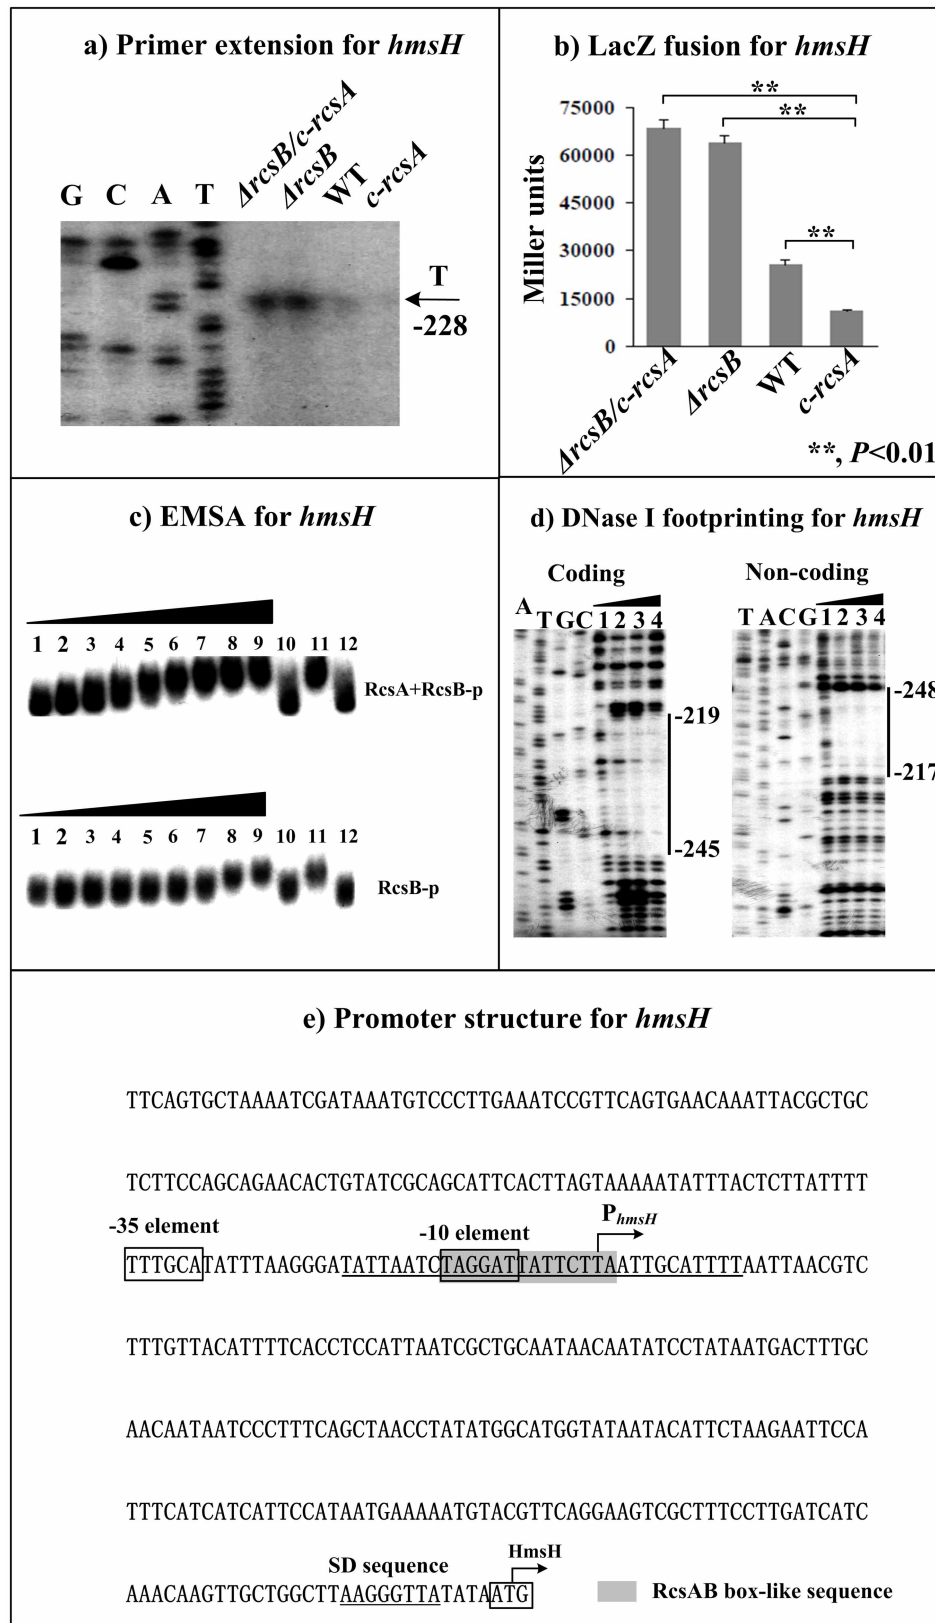 a) Primer extension for hmsH
ΔrcsB/c-rcsA
ΔrcsB
WT
c-rcsA
G C A T
T
-228
b) LacZ fusion for hmsH
**
**
**
75000
60000
45000
30000
15000
0
Miller units
ΔrcsB/c-rcsA
ΔrcsB
WT
c-rcsA
**, P<0.01
c) EMSA for hmsH
1 2 3 4 5 6 7 8 9 10 11 12
RcsA+RcsB-p
1 2 3 4 5 6 7 8 9 10 11 12
RcsB-p
d) DNase I footprinting for hmsH
Coding
A T G C 1 2 3 4
-219
-245
Non-coding
T A C G 1 2 3 4
-248
-217
e) Promoter structure for hmsH
TTCAGTGCTAAAATCGATAAATGTCCCTTGAAATCCGTTCAGTGAACAAATTACGCTGC
TCTTCCAGCAGAACACTGTATCGCAGCATTCACTTAGTAAAAATATTTACTCTTATTTT
-35 element
-10 element
PhmsH
TTTGCATATTTAAGGGATATTAATCTAGGATTATTCTTAATTGCATTTTAATTAACGTC
TTTGTTACATTTTCACCTCCATTAATCGCTGCAATAACAATATCCTATAATGACTTTGC
AACAATAATCCCTTTCAGCTAACCTATATGGCATGGTATAATACATTCTAAGAATTCCA
TTTCATCATCATTCCATAATGAAAAATGTACGTTCAGGAAGTCGCTTTCCTTGATCATC
SD sequence
HmsH
AAACAAGTTGCTGGCTTAAGGGTTATATAATG
RcsAB box-like sequence